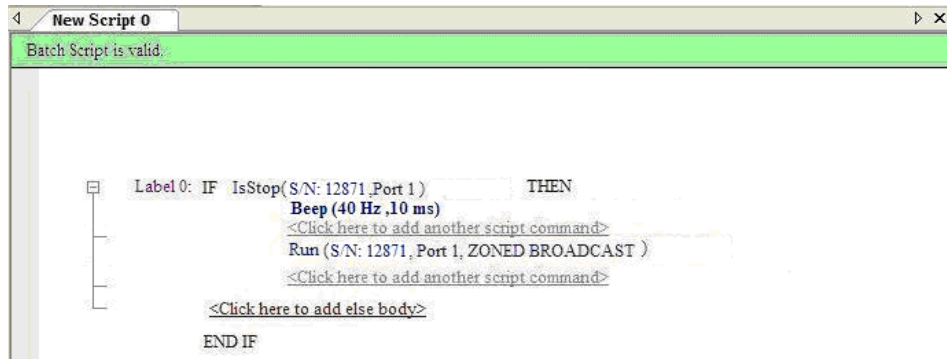 New Script 0
Batch Script is valid.
Label 0: IF IsStop( S/N: 12871 ,Port 1 ) THEN
Beep (40 Hz ,10 ms)
<Click here to add another script command>
Run (S/N: 12871, Port 1, ZONED BROADCAST )
<Click here to add another script command>
<Click here to add else body>
END IF